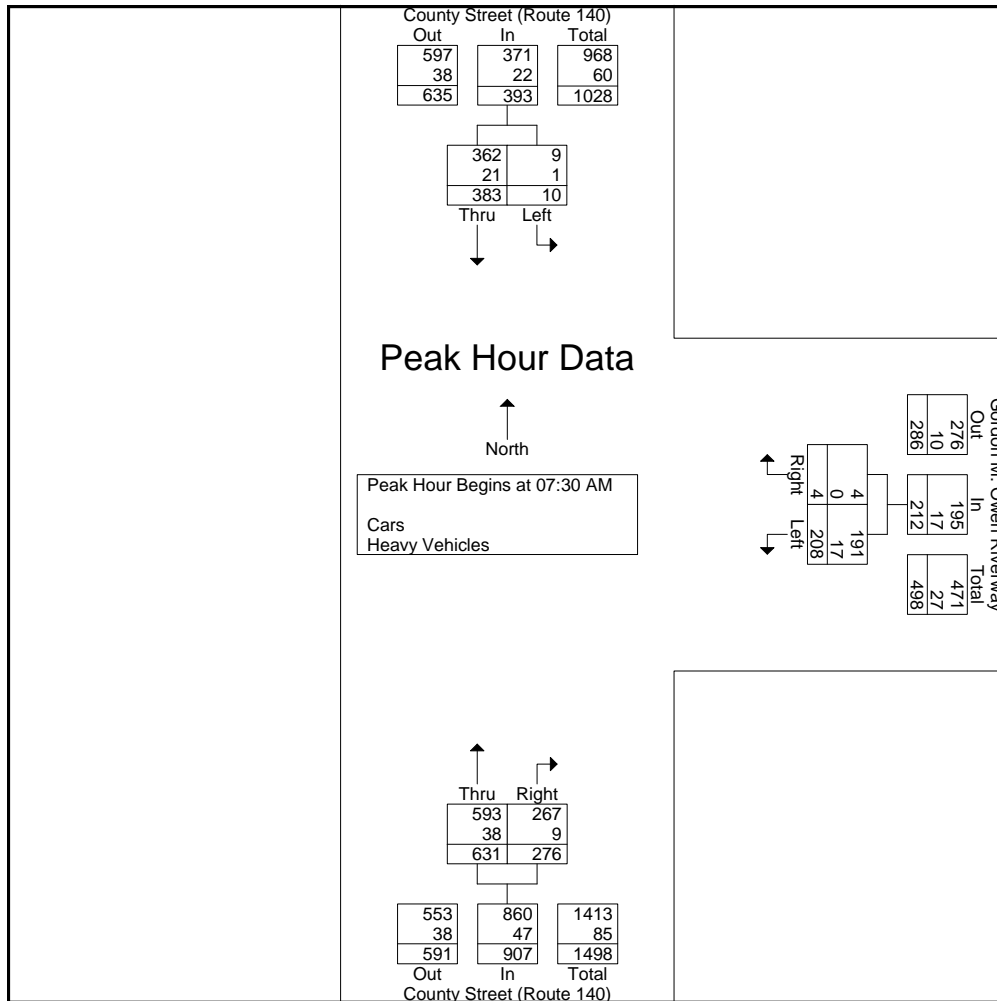 County Street (Route 140)
Out In Total
597 371 968
38 22 60
635 393 1028
362 9
21 1
383 10
Thru Left
Peak Hour Data
North
Peak Hour Begins at 07:30 AM
Cars
Heavy Vehicles
Right Left
4 191
0 17
4 208
Gordon M. Owen Riverway
Out In Total
276 195 471
10 17 27
286 212 498
Thru Right
593 267
38 9
631 276
553 860 1413
38 47 85
591 907 1498
Out In Total
County Street (Route 140)